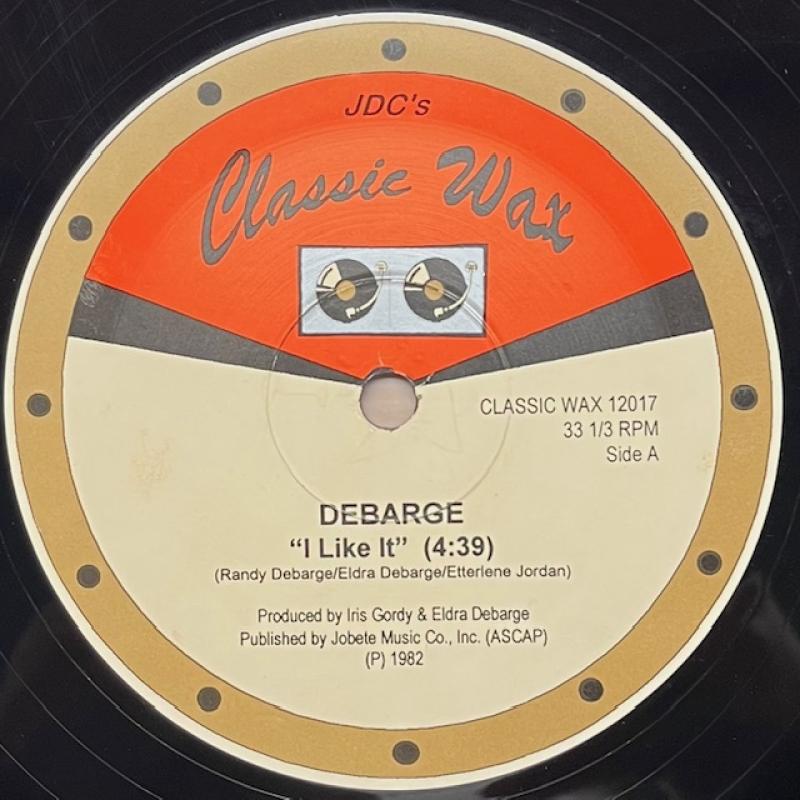 JDC's
Classic Wax
CLASSIC WAX 12017
33 1/3 RPM
Side A
DEBARGE
“I Like It” (4:39)
(Randy Debarge/Eldra Debarge/Etterlene Jordan)
Produced by Iris Gordy & Eldra Debarge
Published by Jobete Music Co., Inc. (ASCAP)
(P) 1982